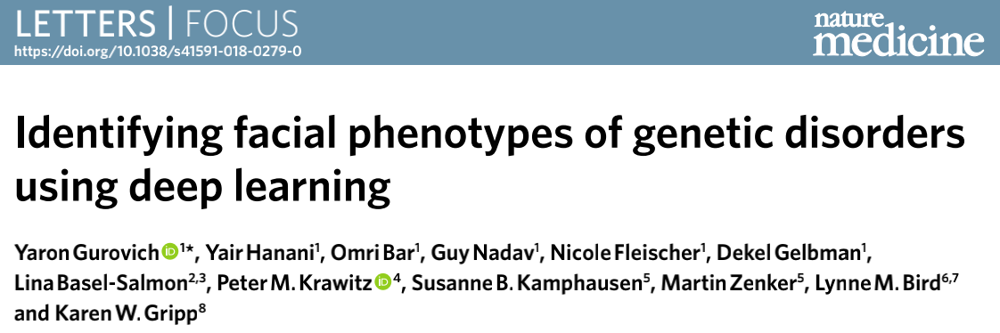 LETTERS | FOCUS
https://doi.org/10.1038/s41591-018-0279-0
nature
medicine
Identifying facial phenotypes of genetic disorders
using deep learning
Yaron Gurovich iD 1*, Yair Hanani1, Omri Bar1, Guy Nadav1, Nicole Fleischer1, Dekel Gelbman1,
Lina Basel-Salmon2,3, Peter M. Krawitz iD 4, Susanne B. Kamphausen5, Martin Zenker5, Lynne M. Bird6,7
and Karen W. Gripp8